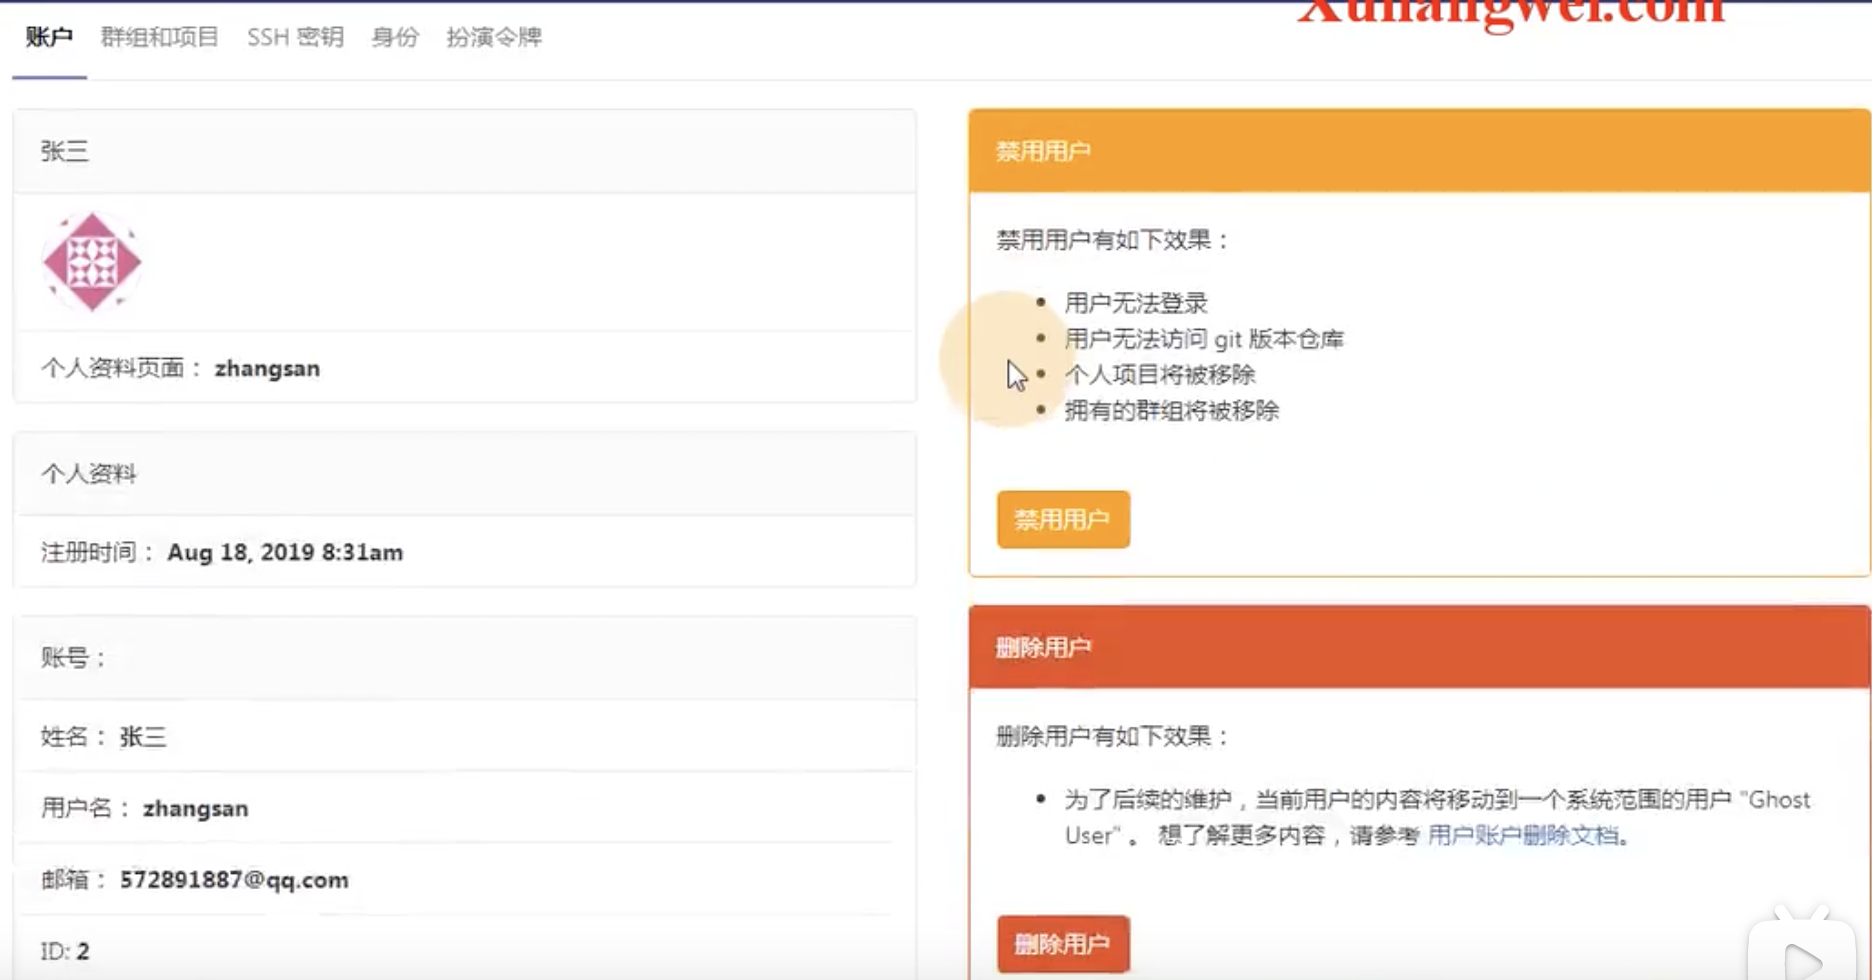 Xuliangwei.com
账户 群组和项目 SSH 密钥 身份 扮演令牌
张三
个人资料页面： zhangsan
个人资料
注册时间： Aug 18, 2019 8:31am
账号：
姓名： 张三
用户名： zhangsan
邮箱： 572891887@qq.com
ID: 2
禁用用户
禁用用户有如下效果：
用户无法登录
用户无法访问 git 版本仓库
个人项目将被移除
拥有的群组将被移除
禁用用户
删除用户
删除用户有如下效果：
为了后续的维护，当前用户的内容将移动到一个系统范围的用户 "Ghost
User" 。 想了解更多内容，请参考 用户账户删除文档。
删除用户